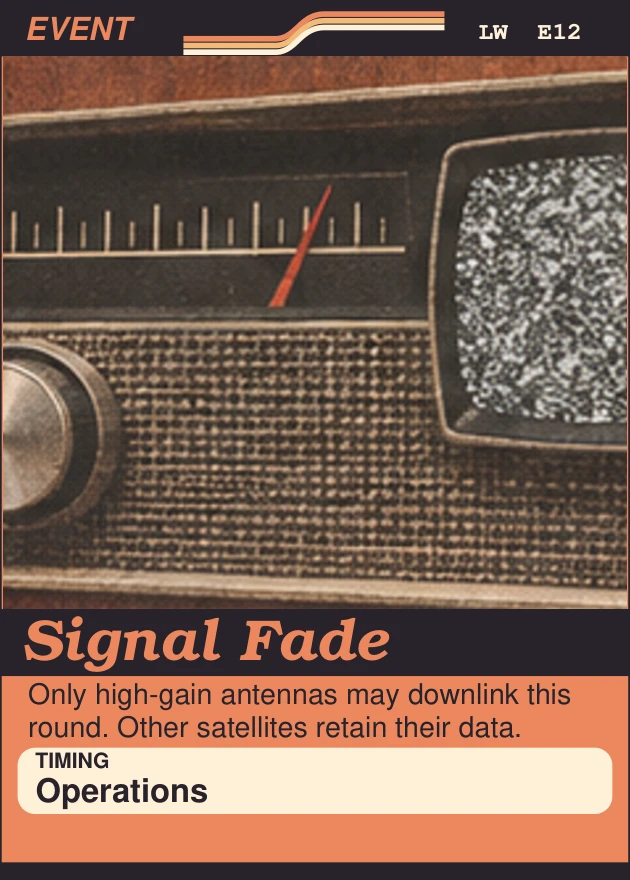 EVENT
LW E12
Signal Fade
Only high-gain antennas may downlink this
round. Other satellites retain their data.
TIMING
Operations